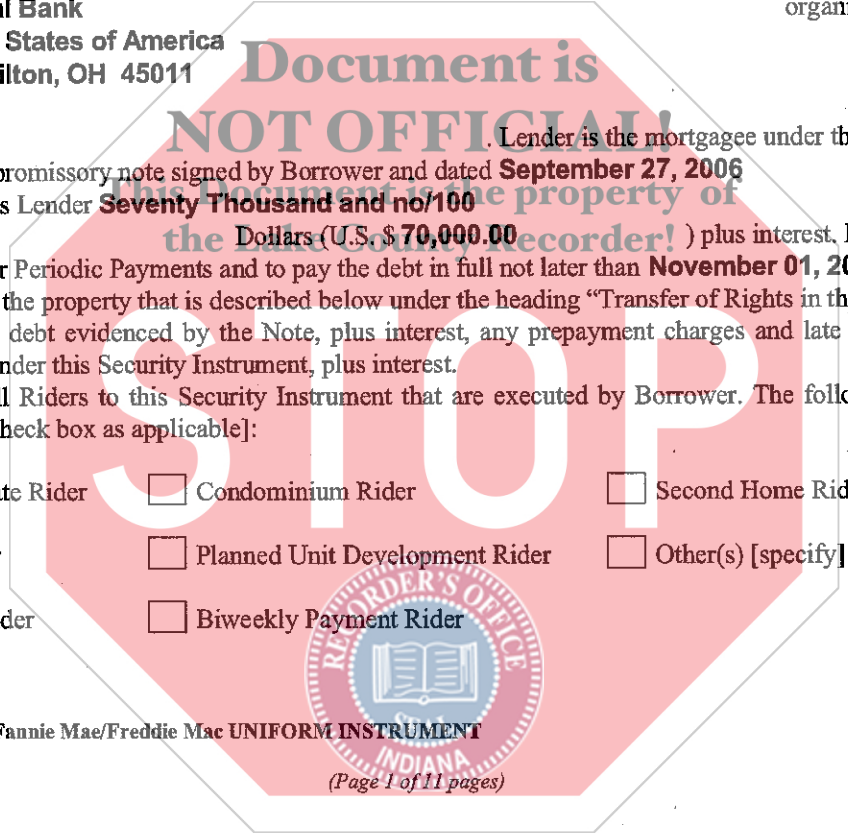 al Bank
organ
States of America
ilton, OH 45011
Document is
NOT OFFICIAL!
. Lender is the mortgagee under th
promissory note signed by Borrower and dated September 27, 2006
This Document is the property of
s Lender Seventy Thousand and no/100
the Lake County Recorder!
Dollars (U.S. $ 70,000.00 ) plus interest.
r Periodic Payments and to pay the debt in full not later than November 01, 20
the property that is described below under the heading “Transfer of Rights in th
debt evidenced by the Note, plus interest, any prepayment charges and late
nder this Security Instrument, plus interest.
STOP
ll Riders to this Security Instrument that are executed by Borrower. The follo
heck box as applicable]:
te Rider Condominium Rider Second Home Rid
Planned Unit Development Rider Other(s) [specify]
der Biweekly Payment Rider
RECORDER'S OFFICE
SEAL
INDIANA
Fannie Mae/Freddie Mac UNIFORM INSTRUMENT
(Page 1 of 11 pages)